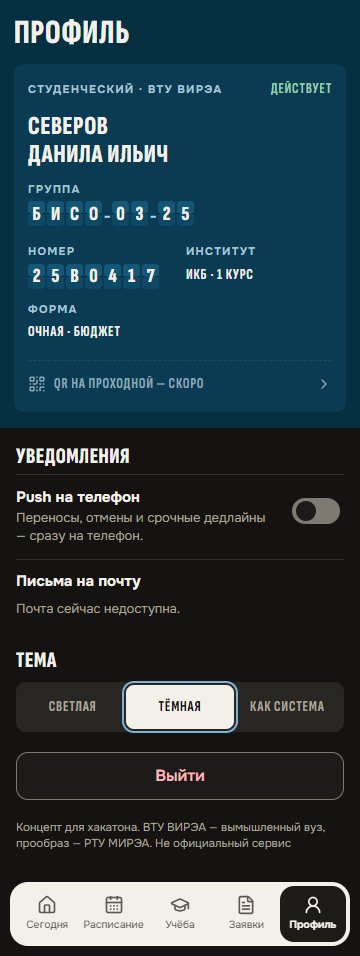 ПРОФИЛЬ
СТУДЕНЧЕСКИЙ · ВТУ ВИРЭА
ДЕЙСТВУЕТ
СЕВЕРОВ
ДАНИЛА ИЛЬИЧ
ГРУППА
БИСО-03-25
НОМЕР
ИНСТИТУТ
25В0417
ИКБ · 1 КУРС
ФОРМА
ОЧНАЯ · БЮДЖЕТ
QR НА ПРОХОДНОЙ — СКОРО
УВЕДОМЛЕНИЯ
Push на телефон
Переносы, отмены и срочные дедлайны
— сразу на телефон.
Письма на почту
Почта сейчас недоступна.
ТЕМА
СВЕТЛАЯ
ТЁМНАЯ
КАК СИСТЕМА
Выйти
Концепт для хакатона. ВТУ ВИРЭА — вымышленный вуз,
прообраз — РТУ МИРЭА. Не официальный сервис
Сегодня
Расписание
Учёба
Заявки
Профиль